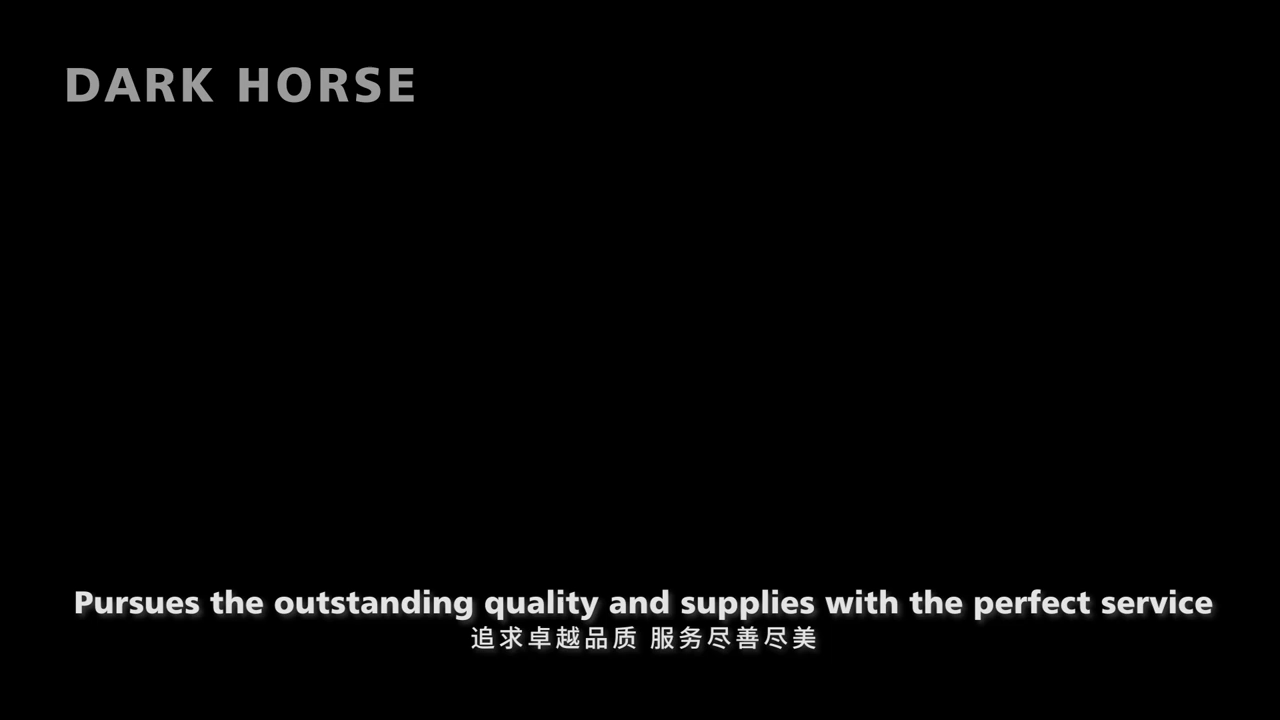 DARK HORSE
Pursues the outstanding quality and supplies with the perfect service
追求卓越品质 服务尽善尽美